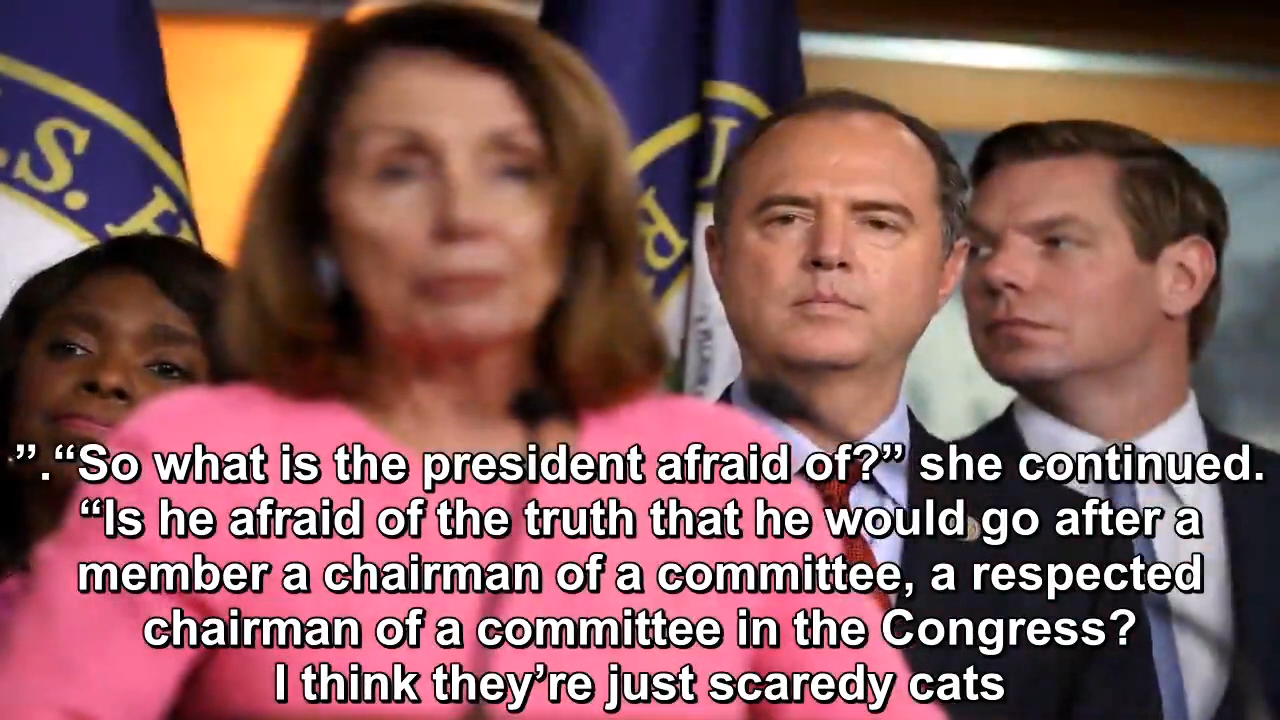 .S. H
”.“So what is the president afraid of?” she continued.
“Is he afraid of the truth that he would go after a
member a chairman of a committee, a respected
chairman of a committee in the Congress?
I think they’re just scaredy cats